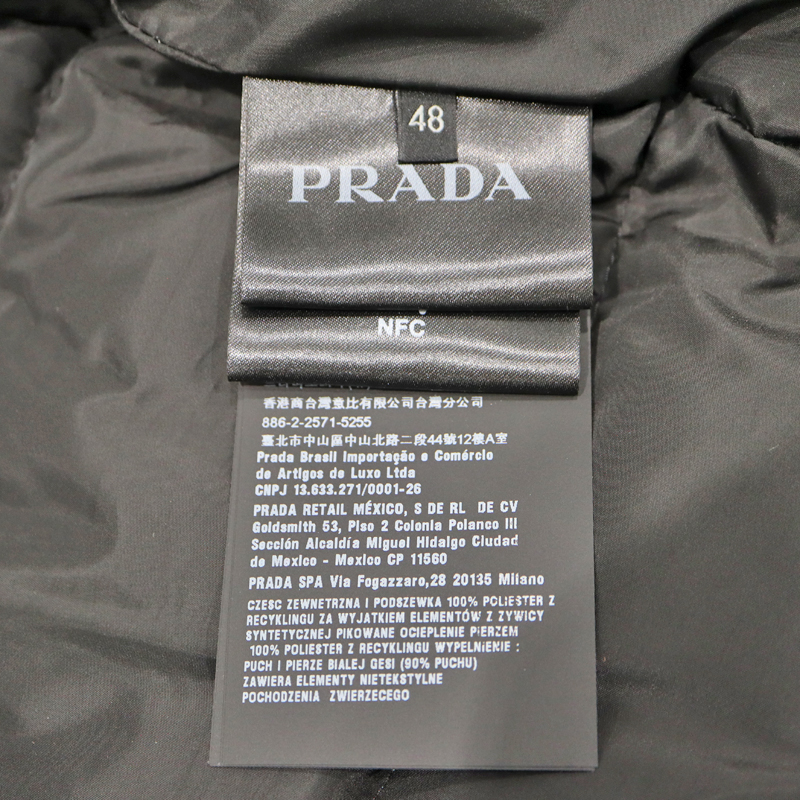 48
PRADA
NFC
香港商台灣童比有限公司台灣分公司
886-2-2571-5255
臺北市中山區中山北路二段44號12樓A室
Prada Brasil Importação e Comércio
de Artigos de Luxo Ltda
CNPJ 13.633.271/0001-26
PRADA RETAIL MÉXICO, S DE RL DE CV
Goldsmith 53, Piso 2 Colonia Polanco III
Sección Alcaldía Miguel Hidalgo Ciudad
de Mexico - Mexico CP 11560
PRADA SPA Via Fogazzaro,28 20135 Milano
CZESC ZEWNETRZNA I PODSZEWKA 100% POLIESTER Z
RECYKLINGU ZA WYJATKIEM ELEMENTÓW Z ZYWICY
SYNTETYCZNEJ PIKOWANE OCIEPLENIE PIERZEM
100% POLIESTER Z RECYKLINGU WYPELNIENIE :
PUCH I PIERZE BIALEJ GESI (90% PUCHU)
ZAWIERA ELEMENTY NIETEKSTYLNE
POCHODZENIA ZWIERZECEGO